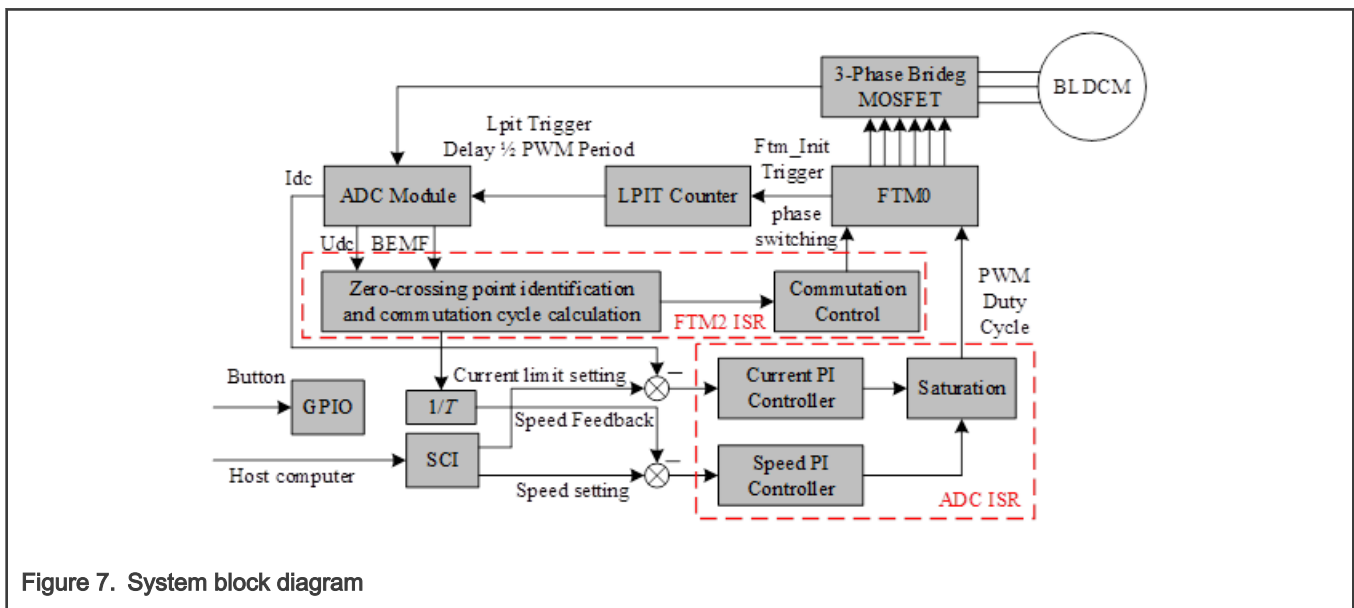 3-Phase Brideg
MOSFET
BLDCM
Lpit Trigger
Delay ½ PWM Period
Ftm_Init
Trigger
Idc
ADC Module
LPIT Counter
FTM0
phase
switching
Udc BEMF
Zero-crossing point identification
and commutation cycle calculation
Commutation
Control
FTM2 ISR
PWM
Duty
Cycle
Button
GPIO
1/T
Current limit setting
Current PI
Controller
Saturation
Speed Feedback
SCI
Host computer
Speed setting
Speed PI
Controller
ADC ISR
Figure 7. System block diagram